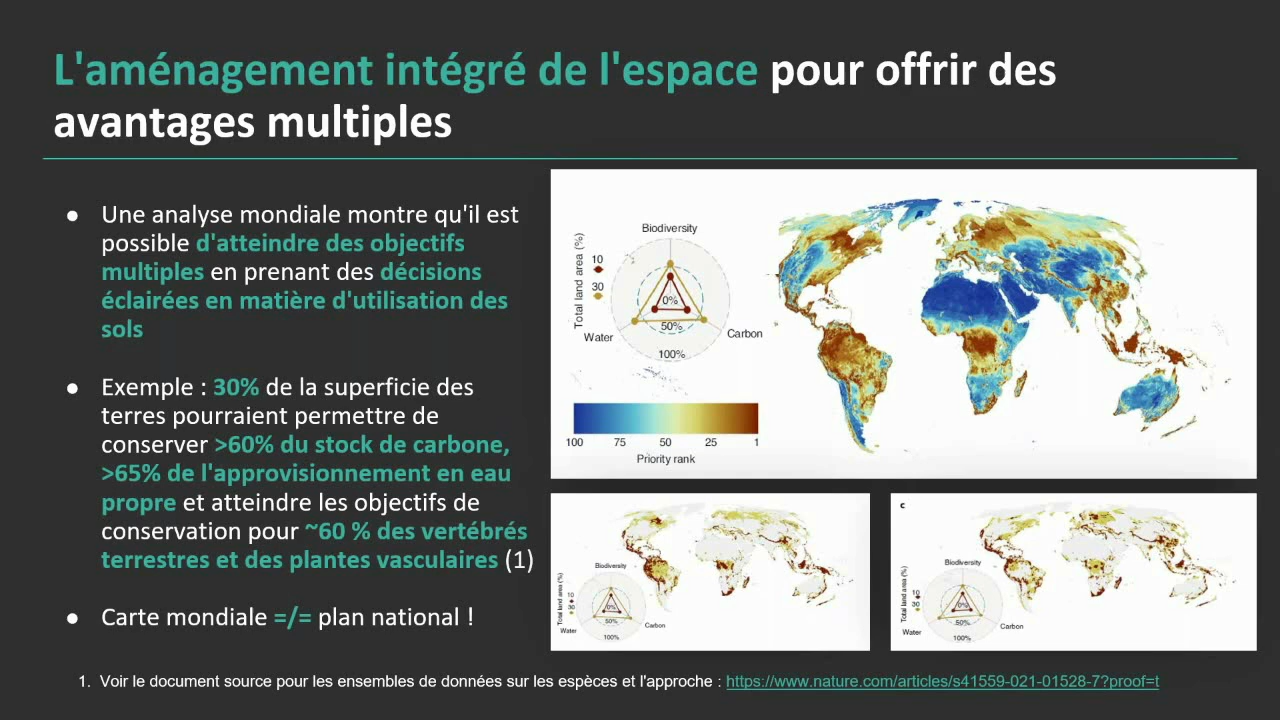 L'aménagement intégré de l'espace pour offrir des
avantages multiples
● Une analyse mondiale montre qu'il est
possible d'atteindre des objectifs
multiples en prenant des décisions
éclairées en matière d'utilisation des
sols
● Exemple : 30% de la superficie des
terres pourraient permettre de
conserver >60% du stock de carbone,
>65% de l'approvisionnement en eau
propre et atteindre les objectifs de
conservation pour ~60 % des vertébrés
terrestres et des plantes vasculaires (1)
● Carte mondiale =/= plan national !
Total land area (%)
10
30
Biodiversity
0%
50%
100%
Water
Carbon
100 75 50 25 1
Priority rank
Total land area (%)
10
30
Biodiversity
0%
50%
100%
Water
Carbon
c
Total land area (%)
10
30
Biodiversity
0%
50%
100%
Water
Carbon
1. Voir le document source pour les ensembles de données sur les espèces et l'approche : https://www.nature.com/articles/s41559-021-01528-7?proof=t